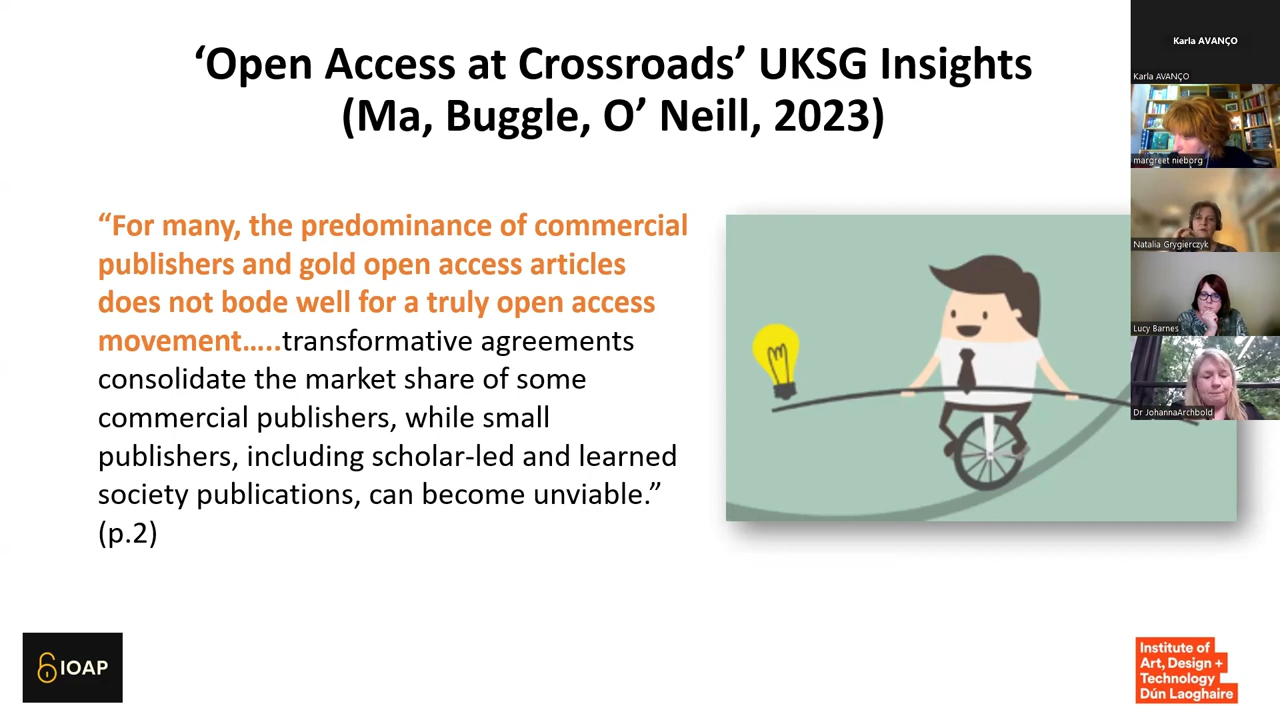 ‘Open Access at Crossroads’ UKSG Insights
(Ma, Buggle, O’ Neill, 2023)
“For many, the predominance of commercial
publishers and gold open access articles
does not bode well for a truly open access
movement…..transformative agreements
consolidate the market share of some
commercial publishers, while small
publishers, including scholar-led and learned
society publications, can become unviable.”
(p.2)
Karla AVANÇO
Karla AVANÇO
margreet nieborg
Natalia Grygierczyk
Lucy Barnes
Dr JohannaArchbold
IOAP
Institute of
Art, Design +
Technology
Dún Laoghaire